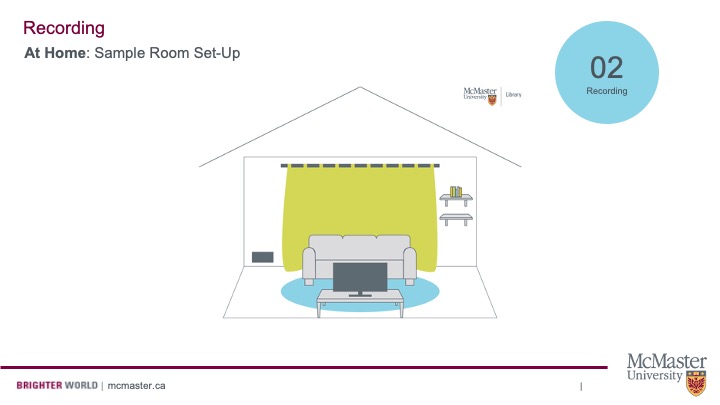 Recording
At Home: Sample Room Set-Up
02
Recording
McMaster
University
Library
BRIGHTER WORLD | mcmaster.ca
|
McMaster
University